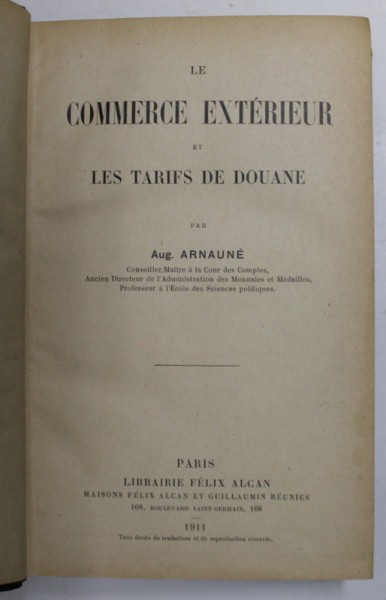 LE
COMMERCE EXTÉRIEUR
ET
LES TARIFS DE DOUANE
PAR
Aug. ARNAUNÉ
Conseiller Maître à la Cour des Comptes,
Ancien Directeur de l'Administration des Monnaies et Médailles,
Professeur à l'École des Sciences politiques.
PARIS
LIBRAIRIE FÉLIX ALCAN
MAISONS FÉLIX ALCAN ET GUILLAUMIN RÉUNIES
108, BOULEVARD SAINT-GERMAIN, 108
1911
Tous droits de traduction et de reproduction réservés.